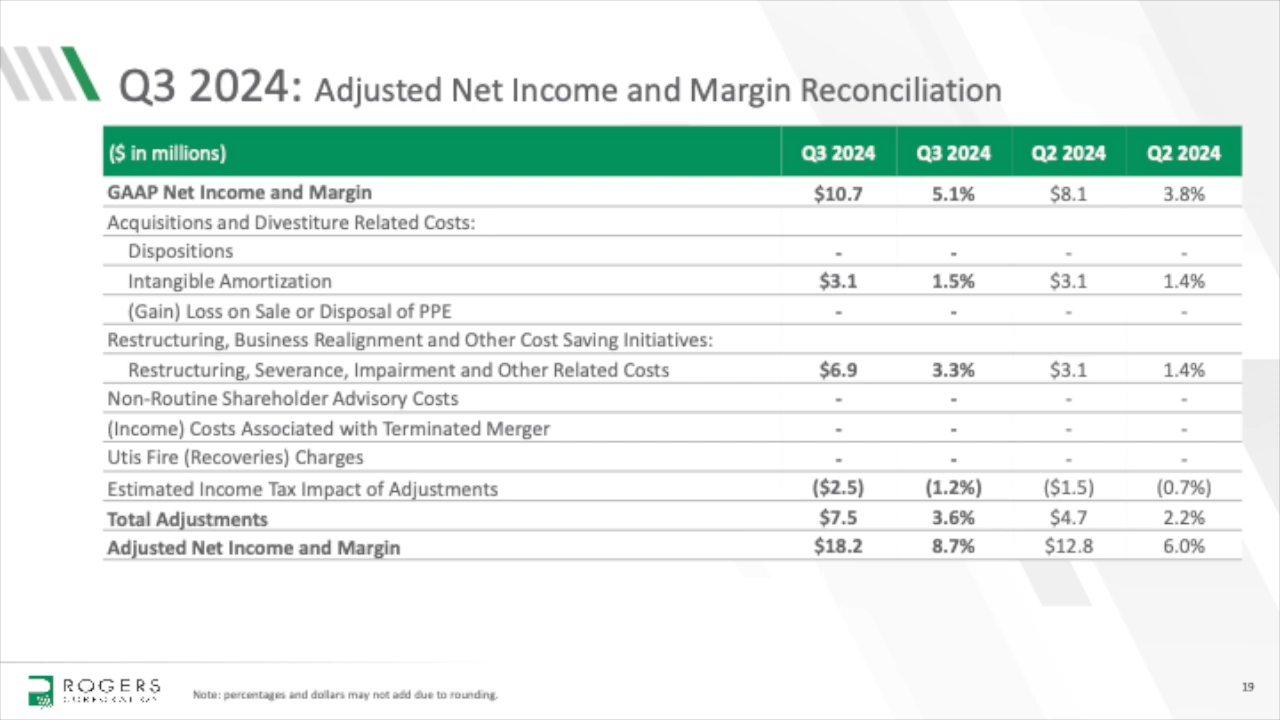 Q3 2024: Adjusted Net Income and Margin Reconciliation
($ in millions) Q3 2024 Q3 2024 Q2 2024 Q2 2024
GAAP Net Income and Margin $10.7 5.1% $8.1 3.8%
Acquisitions and Divestiture Related Costs:
Dispositions - - - -
Intangible Amortization $3.1 1.5% $3.1 1.4%
(Gain) Loss on Sale or Disposal of PPE - - - -
Restructuring, Business Realignment and Other Cost Saving Initiatives:
Restructuring, Severance, Impairment and Other Related Costs $6.9 3.3% $3.1 1.4%
Non-Routine Shareholder Advisory Costs - - - -
(Income) Costs Associated with Terminated Merger - - - -
Utis Fire (Recoveries) Charges - - - -
Estimated Income Tax Impact of Adjustments ($2.5) (1.2%) ($1.5) (0.7%)
Total Adjustments $7.5 3.6% $4.7 2.2%
Adjusted Net Income and Margin $18.2 8.7% $12.8 6.0%
ROGERS
CORPORATION
Note: percentages and dollars may not add due to rounding.
19